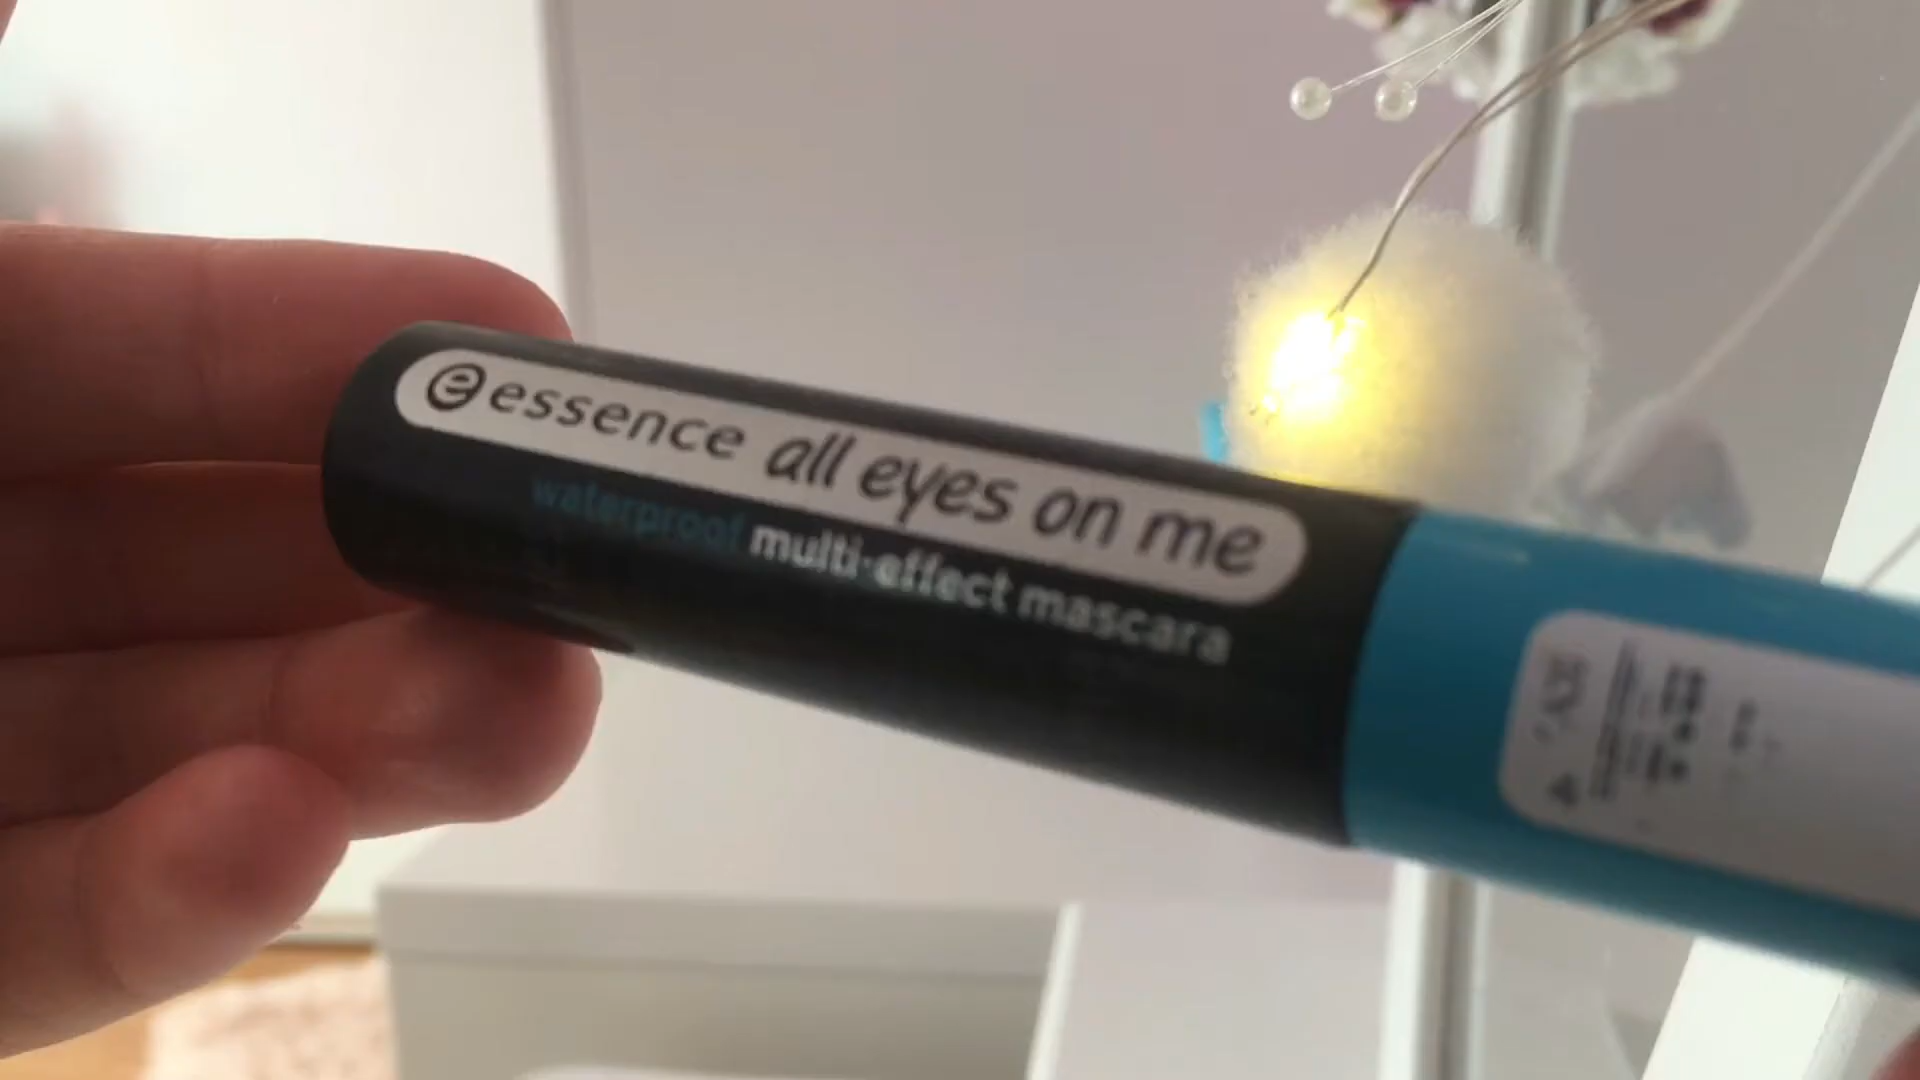 essence all eyes on me
waterproof multi-effect mascara